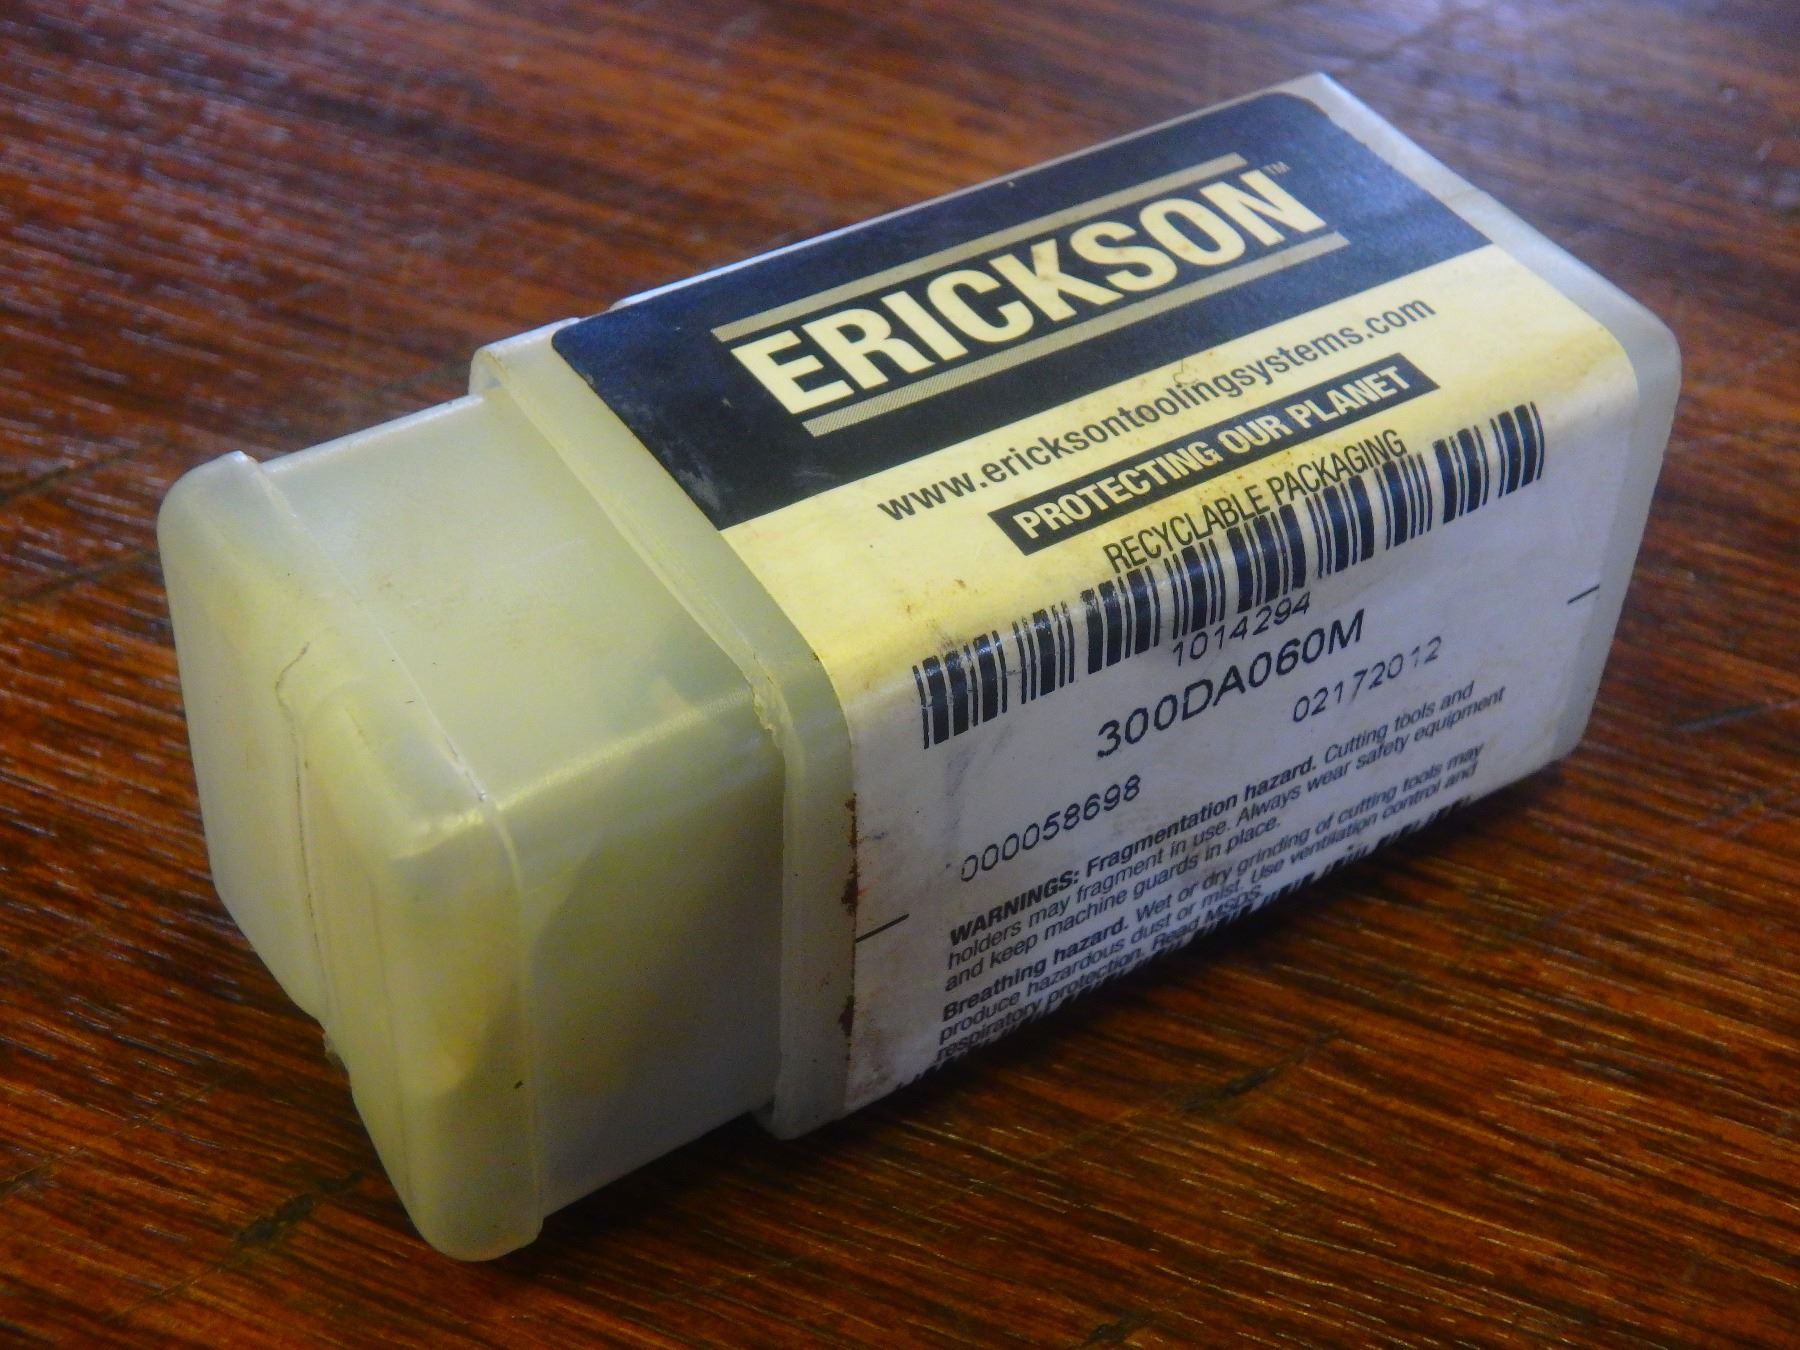 ERICKSON™
www.ericksontoolingsystems.com
PROTECTING OUR PLANET
RECYCLABLE PACKAGING
1014294
300DA060M
02172012
000058698
WARNINGS: Fragmentation hazard. Cutting tools and
holders may fragment in use. Always wear safety equipment
and keep machine guards in place.
Breathing hazard. Wet or dry grinding of cutting tools may
produce hazardous dust or mist. Use ventilation control and
respiratory protection. Read MSDS.